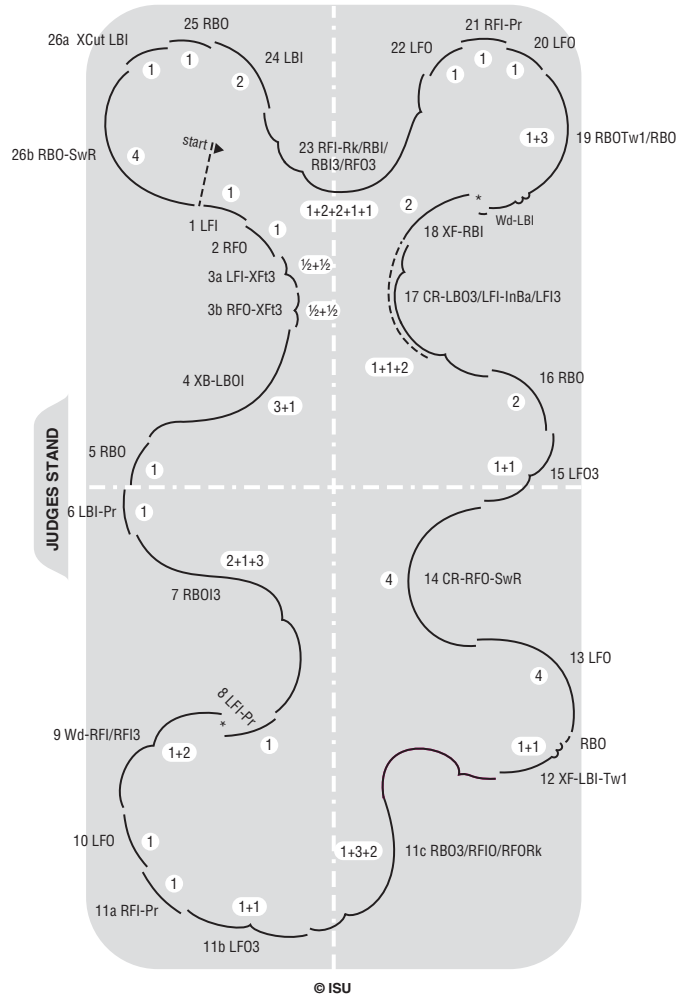 25 RBO
26a XCut LBI
24 LBI
1
1
2
26b RBO-SwR
4
start
1
1 LFI
2 RFO
1
3a LFI-XFt3
½+½
3b RFO-XFt3
½+½
4 XB-LBOI
3+1
5 RBO
1
JUDGES STAND
6 LBI-Pr
1
7 RBOI3
2+1+3
8 LFI-Pr
*
1
9 Wd-RFI/RFI3
1+2
10 LFO
1
11a RFI-Pr
1
11b LFO3
1+1
11c RBO3/RFIO/RFORk
1+3+2
12 XF-LBI-Tw1
1+1
RBO
13 LFO
4
14 CR-RFO-SwR
4
15 LFO3
1+1
16 RBO
2
17 CR-LBO3/LFI-InBa/LFI3
1+1+2
18 XF-RBI
2
*
Wd-LBI
19 RBOTw1/RBO
1+3
20 LFO
1
21 RFI-Pr
1
22 LFO
1
23 RFI-Rk/RBI/
RBI3/RFO3
1+2+2+1+1
© ISU